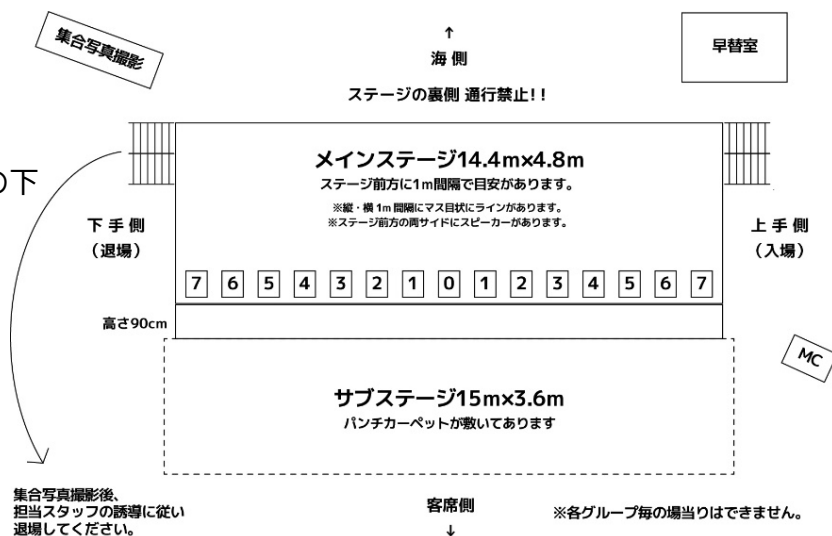 集合写真撮影
↑
海側
早替室
ステージの裏側 通行禁止!!
の下
メインステージ14.4m×4.8m
ステージ前方に1m間隔で目安があります。
※縦・横 1m 間隔にマス目状にラインがあります。
※ステージ前方の両サイドにスピーカーがあります。
下手側
(退場)
上手側
(入場)
7 6 5 4 3 2 1 0 1 2 3 4 5 6 7
高さ90cm
MC
サブステージ15m×3.6m
パンチカーペットが敷いてあります
集合写真撮影後、
担当スタッフの誘導に従い
退場してください。
客席側
↓
※各グループ毎の場当りはできません。